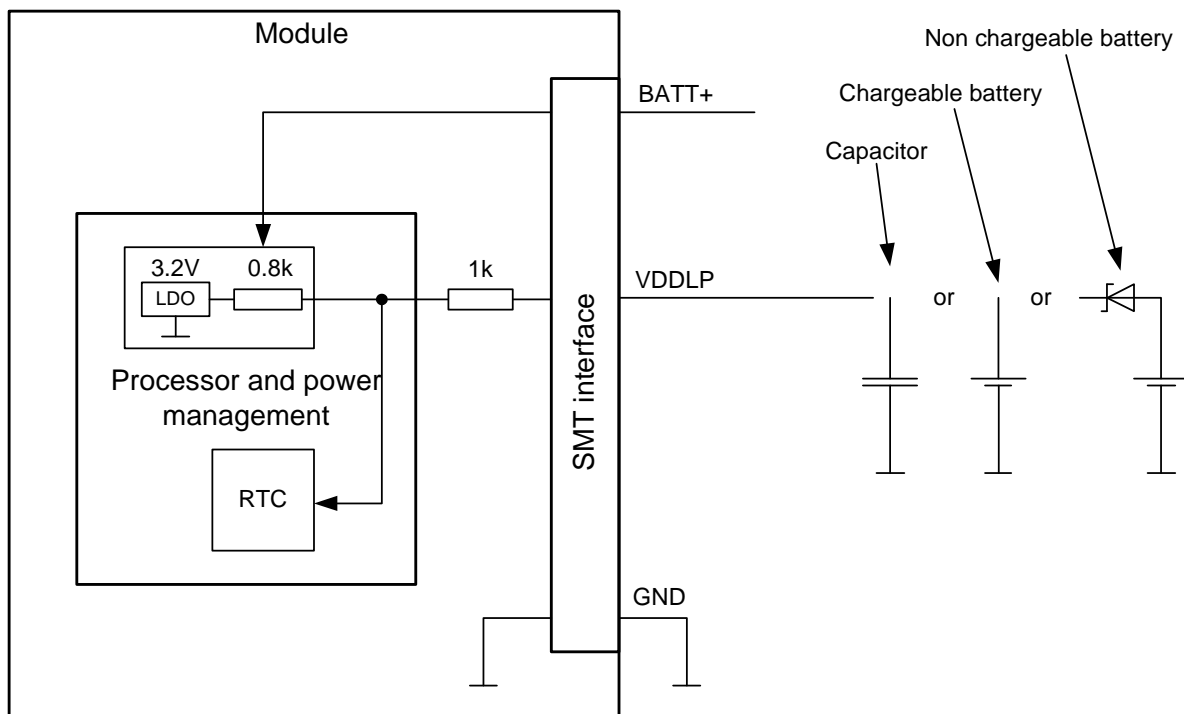 Module
Non chargeable battery
BATT+
Chargeable battery
Capacitor
3.2V
0.8k
1k
VDDLP
LDO
or
or
Processor and power
management
SMT interface
RTC
GND